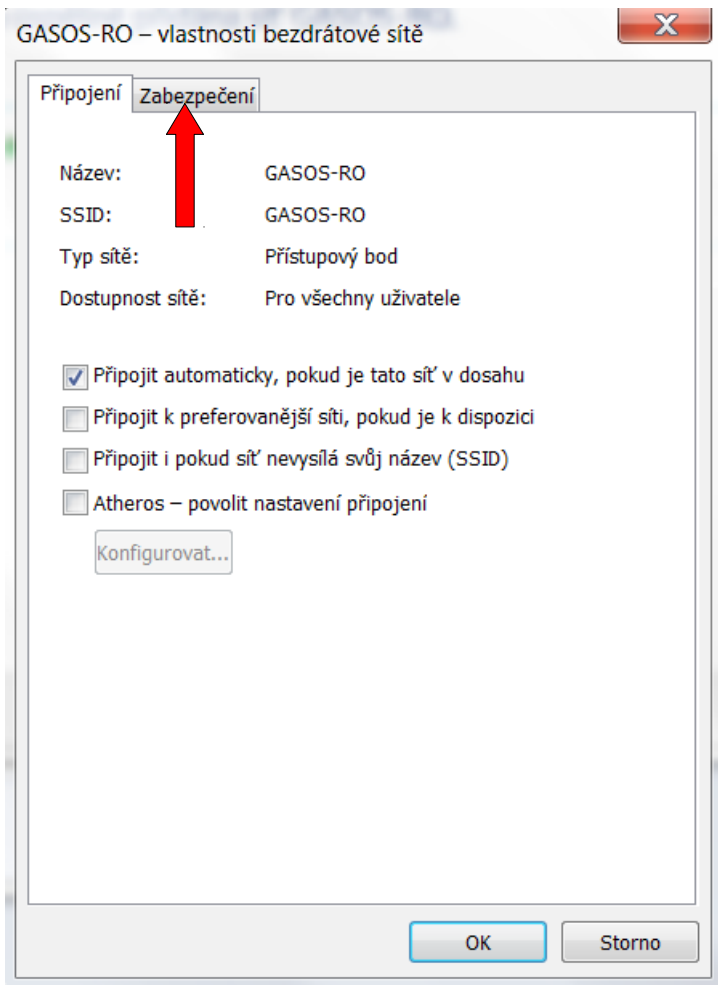 GASOS-RO – vlastnosti bezdrátové sítě
Připojení Zabezpečení
Název: GASOS-RO
SSID: GASOS-RO
Typ sítě: Přístupový bod
Dostupnost sítě: Pro všechny uživatele
Připojit automaticky, pokud je tato síť v dosahu
Připojit k preferovanější síti, pokud je k dispozici
Připojit i pokud síť nevysílá svůj název (SSID)
Atheros – povolit nastavení připojení
Konfigurovat...
OK Storno